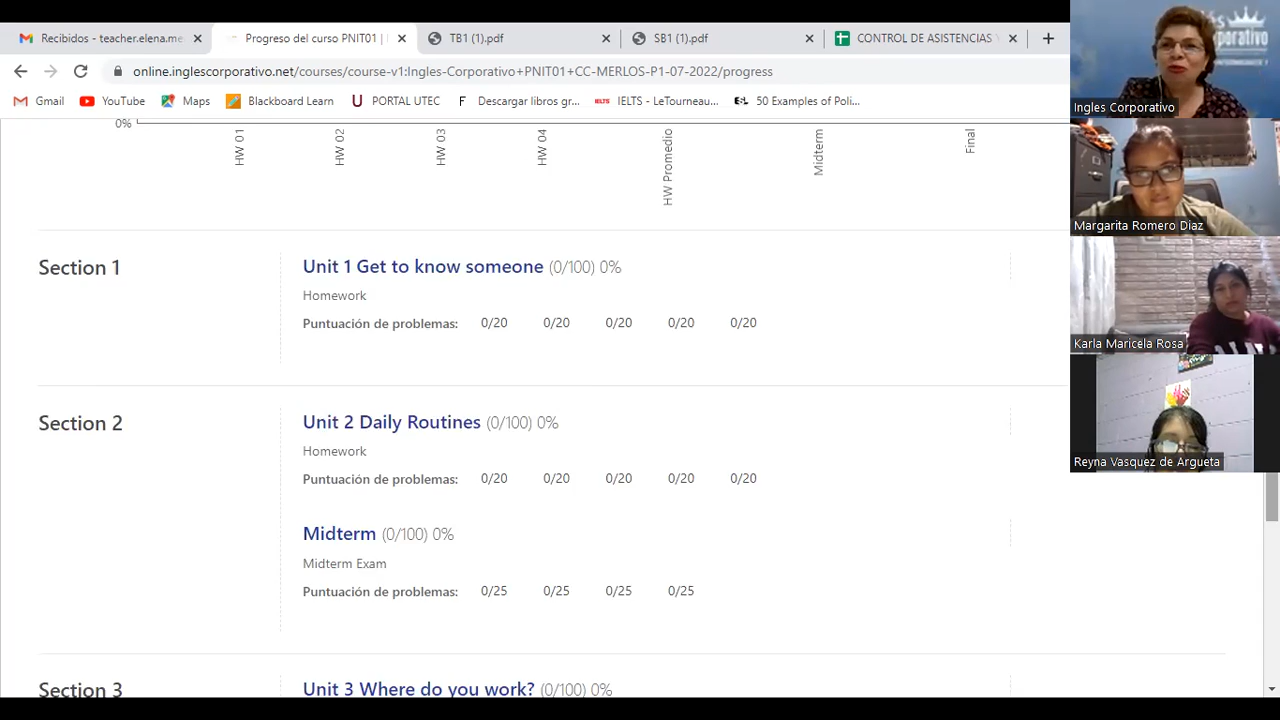 Recibidos - teacher.elena.me
Progreso del curso PNIT01 |
TB1 (1).pdf
SB1 (1).pdf
CONTROL DE ASISTENCIAS
online.inglescorporativo.net/courses/course-v1:Ingles-Corporativo+PNIT01+CC-MERLOS-P1-07-2022/progress
Gmail
YouTube
Maps
Blackboard Learn
PORTAL UTEC
Descargar libros gr...
IELTS - LeTourneau...
50 Examples of Poli...
0%
HW 01
HW 02
HW 03
HW 04
HW Promedio
Midterm
Final
Section 1
Unit 1 Get to know someone (0/100) 0%
Homework
Puntuación de problemas: 0/20 0/20 0/20 0/20 0/20
Section 2
Unit 2 Daily Routines (0/100) 0%
Homework
Puntuación de problemas: 0/20 0/20 0/20 0/20 0/20
Midterm (0/100) 0%
Midterm Exam
Puntuación de problemas: 0/25 0/25 0/25 0/25
Section 3
Unit 3 Where do you work? (0/100) 0%
Ingles Corporativo
Margarita Romero Diaz
Karla Maricela Rosa
Reyna Vasquez de Argueta